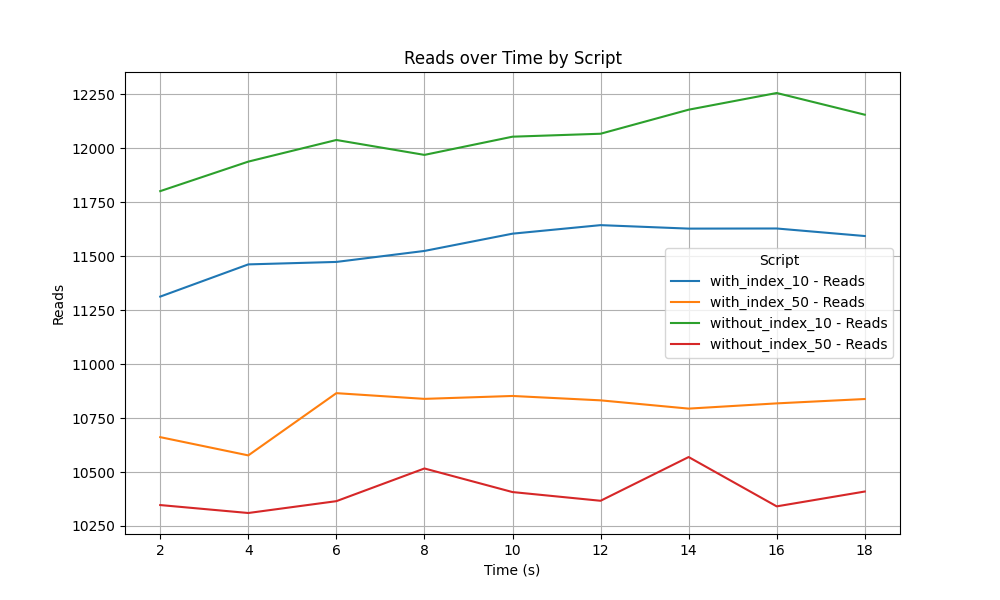 Reads over Time by Script
12250
12000
11750
11500
11250
11000
10750
10500
10250
Reads
Script
with_index_10 - Reads
with_index_50 - Reads
without_index_10 - Reads
without_index_50 - Reads
2 4 6 8 10 12 14 16 18
Time (s)